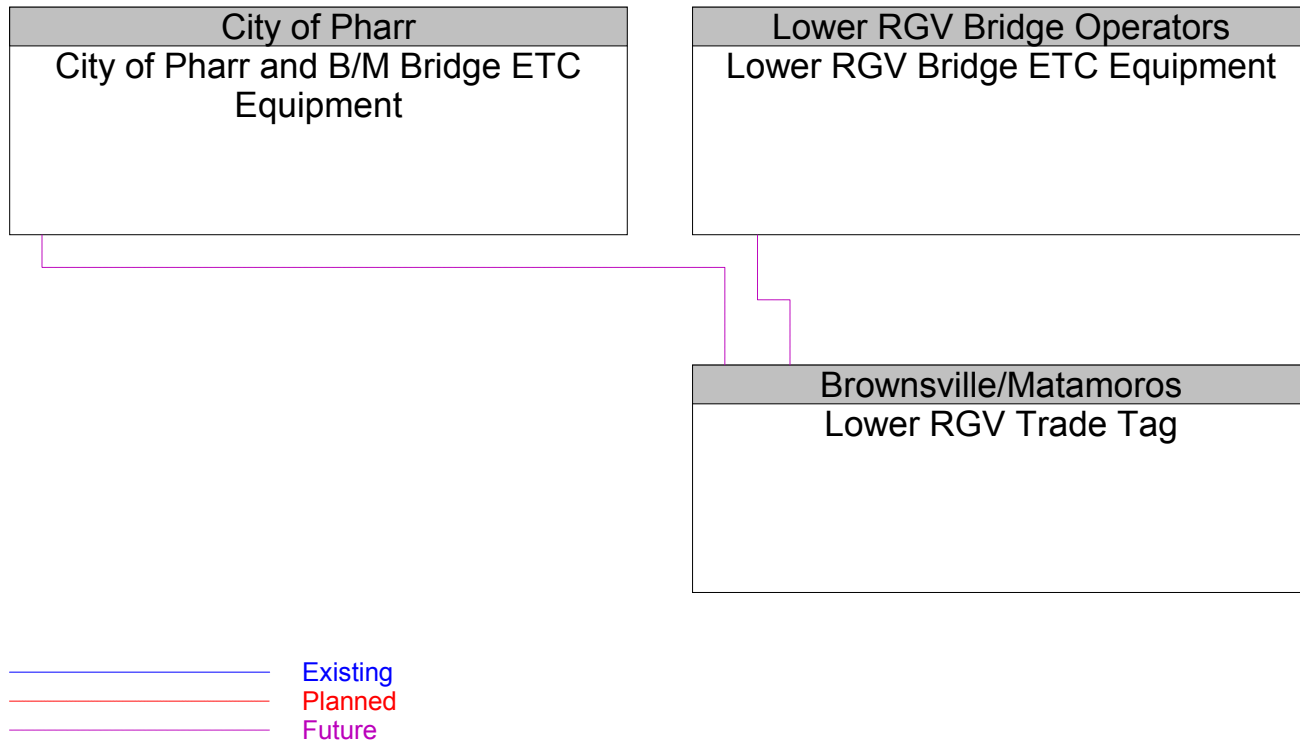 City of Pharr
City of Pharr and B/M Bridge ETC
Equipment
Lower RGV Bridge Operators
Lower RGV Bridge ETC Equipment
Brownsville/Matamoros
Lower RGV Trade Tag
Existing
Planned
Future